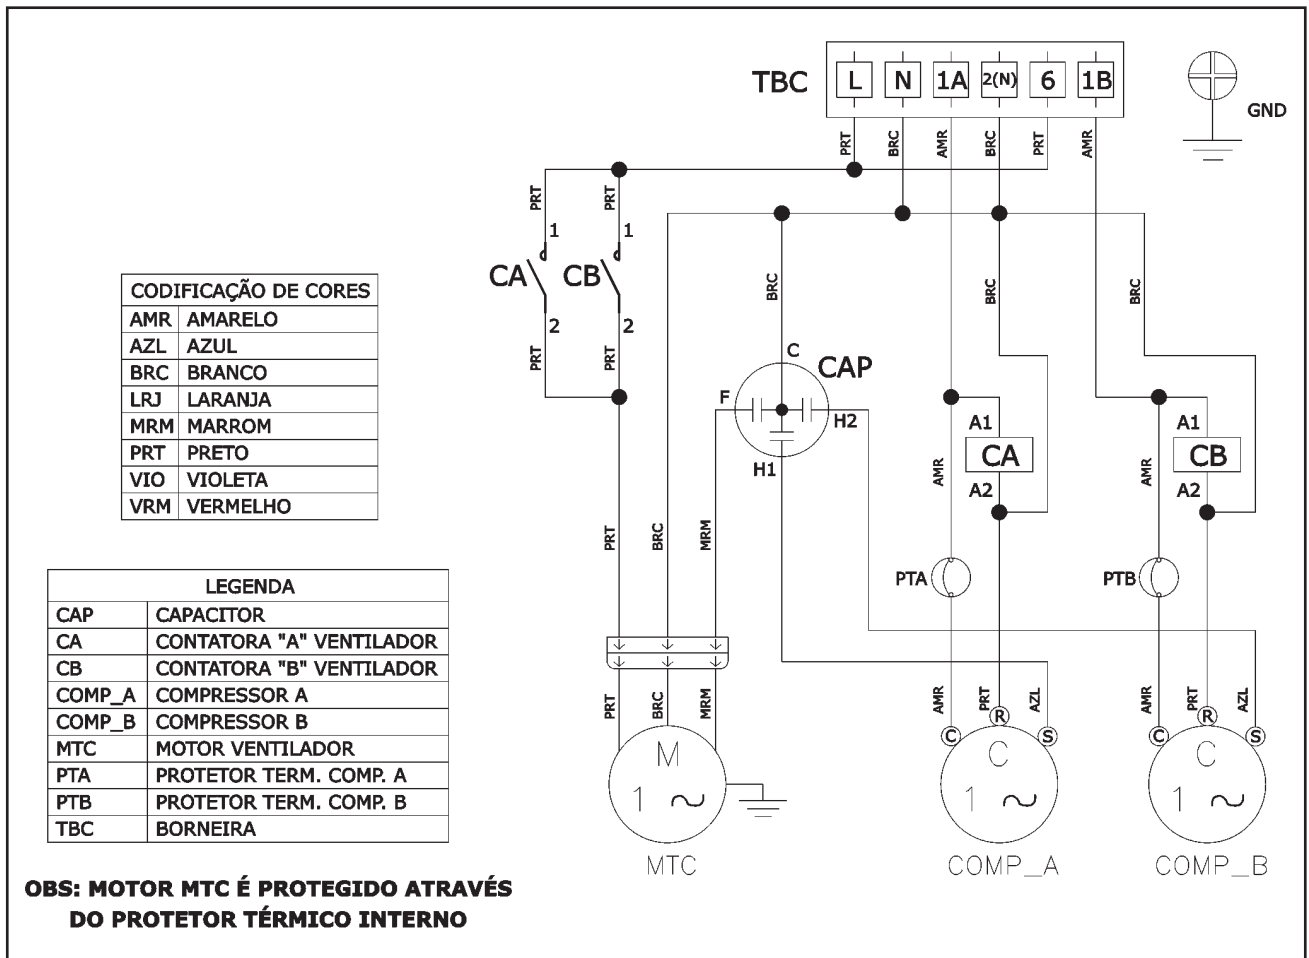 TBC L N 1A 2(N) 6 1B
GND
PRT BRC AMR BRC PRT AMR
PRT PRT
1 1
CA CB
2 2
PRT PRT
BRC BRC BRC
C
CAP
F
H2
H1
CODIFICAÇÃO DE CORES
AMR AMARELO
AZL AZUL
BRC BRANCO
LRJ LARANJA
MRM MARROM
PRT PRETO
VIO VIOLETA
VRM VERMELHO
A1 A1
CA CB
A2 A2
AMR AMR
PRT BRC MRM
PTA PTB
LEGENDA
CAP CAPACITOR
CA CONTATORA "A" VENTILADOR
CB CONTATORA "B" VENTILADOR
COMP_A COMPRESSOR A
COMP_B COMPRESSOR B
MTC MOTOR VENTILADOR
PTA PROTETOR TERM. COMP. A
PTB PROTETOR TERM. COMP. B
TBC BORNEIRA
PRT BRC MRM
AMR PRT AZL
AMR PRT AZL
C R S
C R S
M
1 ~
MTC
C
1 ~
COMP_A
C
1 ~
COMP_B
OBS: MOTOR MTC É PROTEGIDO ATRAVÉS
DO PROTETOR TÉRMICO INTERNO